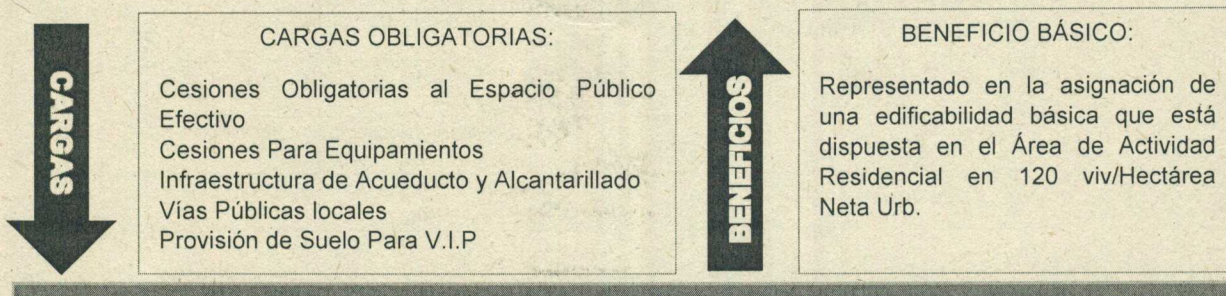 CARGAS
CARGAS OBLIGATORIAS:
Cesiones Obligatorias al Espacio Público
Efectivo
Cesiones Para Equipamientos
Infraestructura de Acueducto y Alcantarillado
Vías Públicas locales
Provisión de Suelo Para V.I.P
BENEFICIOS
BENEFICIO BÁSICO:
Representado en la asignación de
una edificabilidad básica que está
dispuesta en el Área de Actividad
Residencial en 120 viv/Hectárea
Neta Urb.